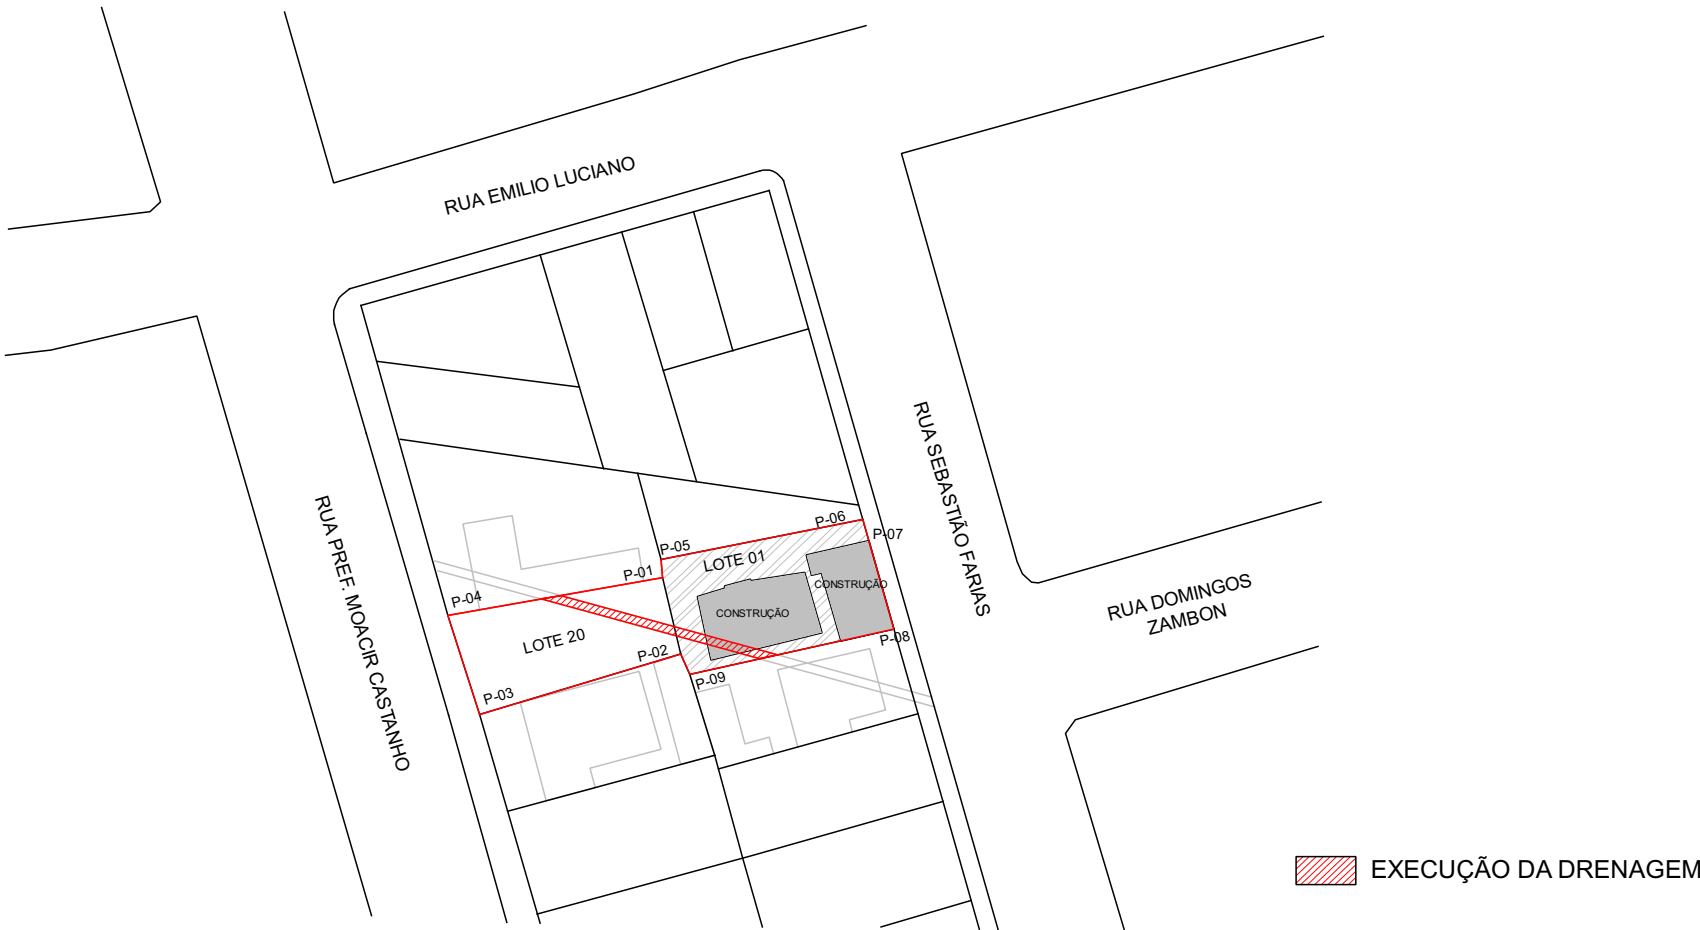 RUA EMILIO LUCIANO
RUA SEBASTIÃO FARIAS
RUA PREF. MOACIR CASTANHO
P-06
P-07
P-05
LOTE 01
P-01
CONSTRUÇÃO
P-04
CONSTRUÇÃO
RUA DOMINGOS
ZAMBON
LOTE 20
P-08
P-02
P-09
P-03
EXECUÇÃO DA DRENAGEM